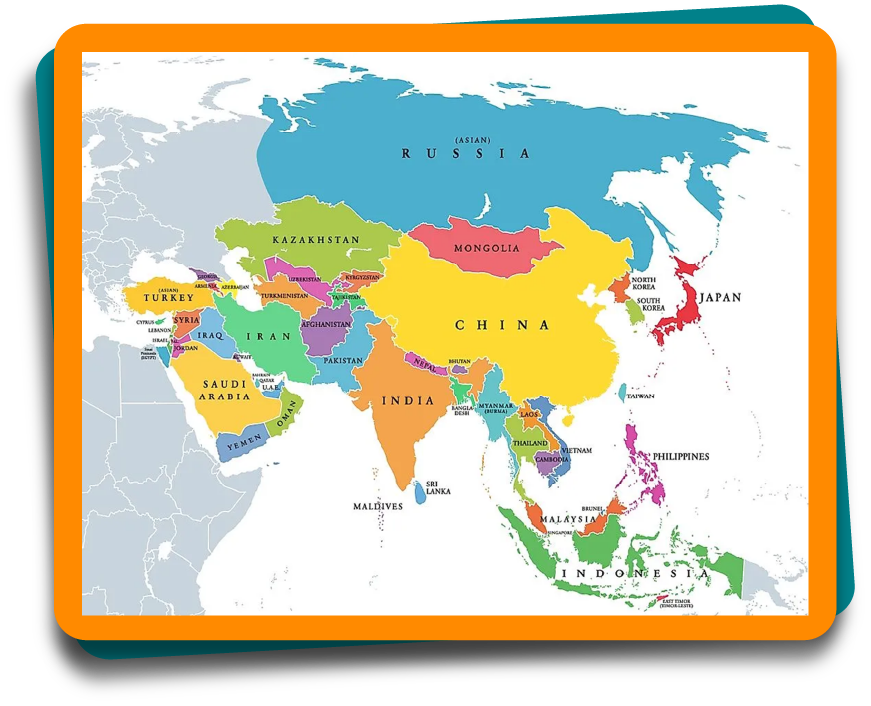 (ASIAN)
RUSSIA
KAZAKHSTAN
MONGOLIA
GEORGIA
ARMENIA
AZERBAIJAN
UZBEKISTAN
KYRGYZSTAN
(ASIAN)
TURKEY
TURKMENISTAN
TAJIKISTAN
NORTH
KOREA
SOUTH
KOREA
JAPAN
CYPRUS
SYRIA
LEBANON
ISRAEL
IRAQ
IRAN
AFGHANISTAN
CHINA
JORDAN
(EGYPT)
KUWAIT
PAKISTAN
NEPAL
BHUTAN
BAHRAIN
QATAR
U.A.E.
SAUDI
ARABIA
OMAN
YEMEN
INDIA
BANGLA
DESH
MYANMAR
(BURMA)
LAOS
TAIWAN
THAILAND
VIETNAM
CAMBODIA
PHILIPPINES
SRI
LANKA
MALDIVES
BRUNEI
MALAYSIA
SINGAPORE
INDONESIA
EAST TIMOR
(TIMOR-LESTE)